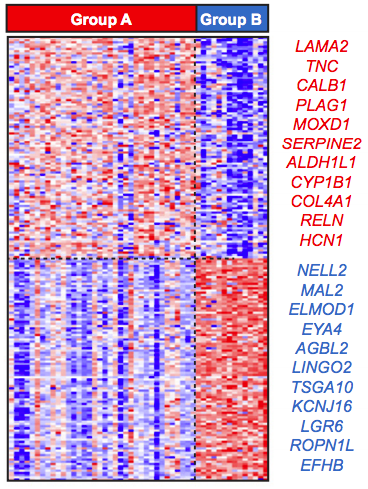 Group A Group B
LAMA2
TNC
CALB1
PLAG1
MOXD1
SERPINE2
ALDH1L1
CYP1B1
COL4A1
RELN
HCN1
NELL2
MAL2
ELMOD1
EYA4
AGBL2
LINGO2
TSGA10
KCNJ16
LGR6
ROPN1L
EFHB